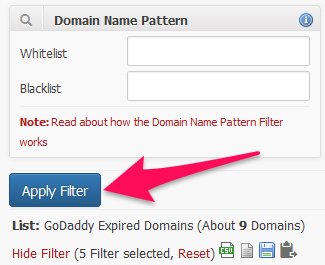 Domain Name Pattern
Whitelist
Blacklist
Note: Read about how the Domain Name Pattern Filter
works
Apply Filter
List: GoDaddy Expired Domains (About 9 Domains)
Hide Filter (5 Filter selected, Reset)
CSV